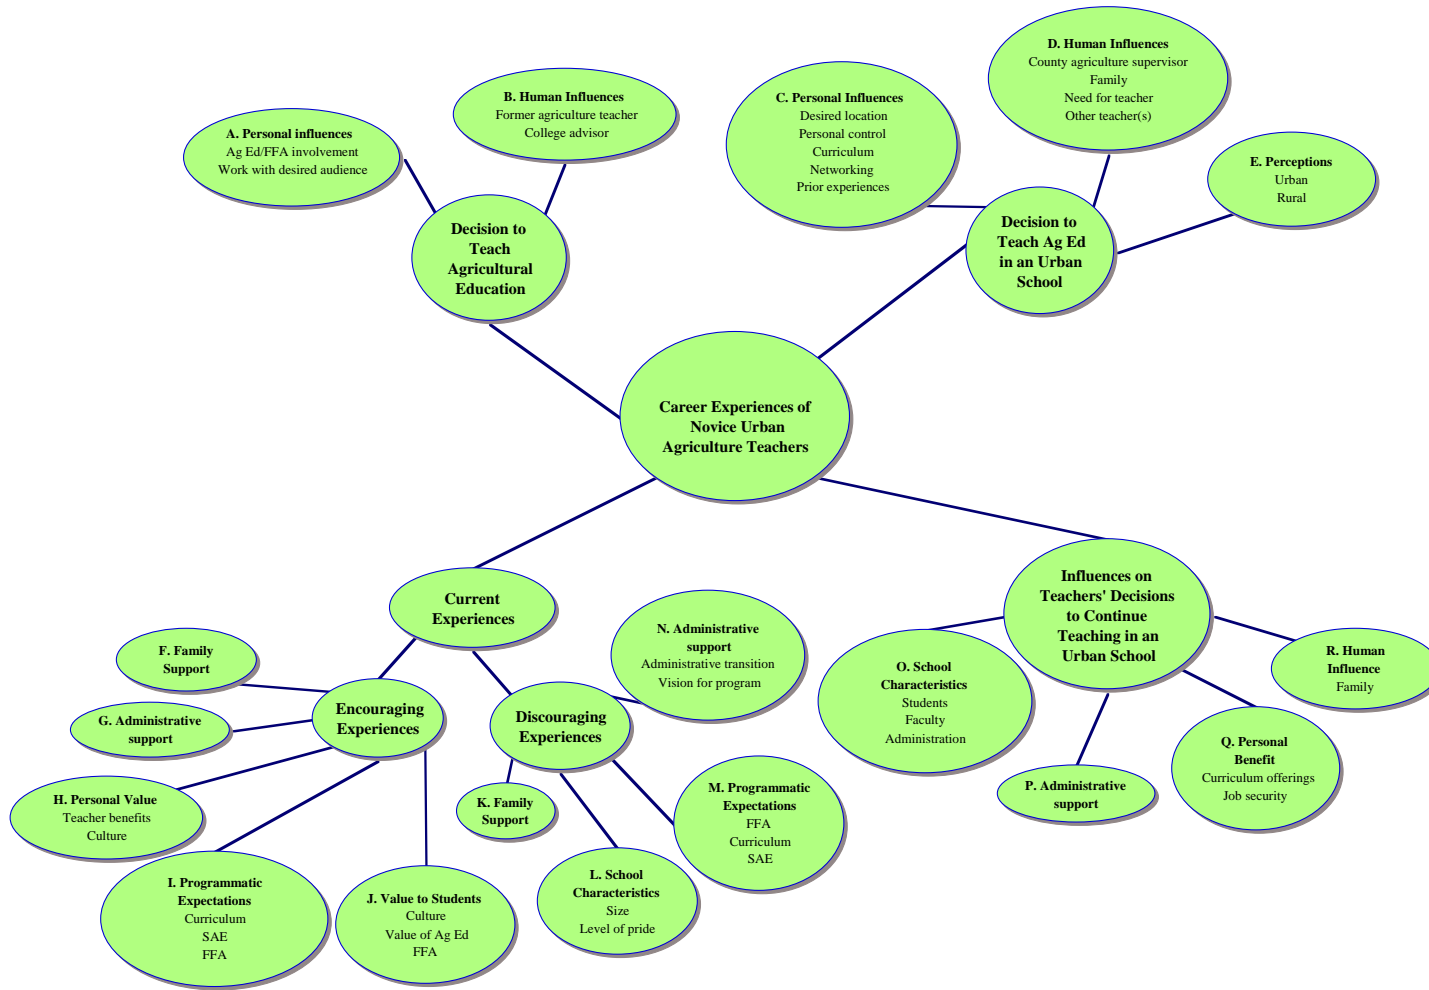 A. Personal influences
Ag Ed/FFA involvement
Work with desired audience
B. Human Influences
Former agriculture teacher
College advisor
C. Personal Influences
Desired location
Personal control
Curriculum
Networking
Prior experiences
D. Human Influences
County agriculture supervisor
Family
Need for teacher
Other teacher(s)
E. Perceptions
Urban
Rural
Decision to
Teach
Agricultural
Education
Decision to
Teach Ag Ed
in an Urban
School
Career Experiences of
Novice Urban
Agriculture Teachers
Current
Experiences
Influences on
Teachers' Decisions
to Continue
Teaching in an
Urban School
F. Family
Support
G. Administrative
support
H. Personal Value
Teacher benefits
Culture
I. Programmatic
Expectations
Curriculum
SAE
FFA
J. Value to Students
Culture
Value of Ag Ed
FFA
Encouraging
Experiences
Discouraging
Experiences
K. Family
Support
L. School
Characteristics
Size
Level of pride
M. Programmatic
Expectations
FFA
Curriculum
SAE
N. Administrative
support
Administrative transition
Vision for program
O. School
Characteristics
Students
Faculty
Administration
P. Administrative
support
Q. Personal
Benefit
Curriculum offerings
Job security
R. Human
Influence
Family